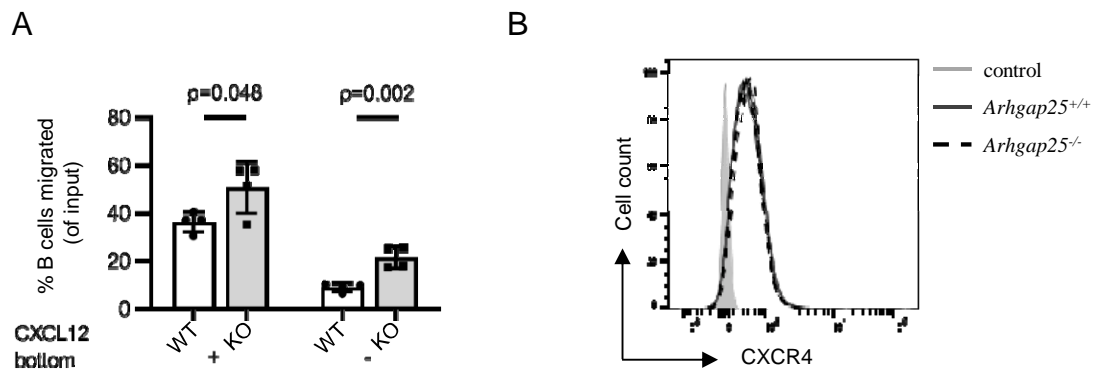 A
p=0.048
p=0.002
80
60
40
20
0
% B cells migrated
(of input)
WT
KO
WT
KO
CXCL12
bottom
+
-
B
Cell count
CXCR4
control
Arhgap25+/+
Arhgap25-/-